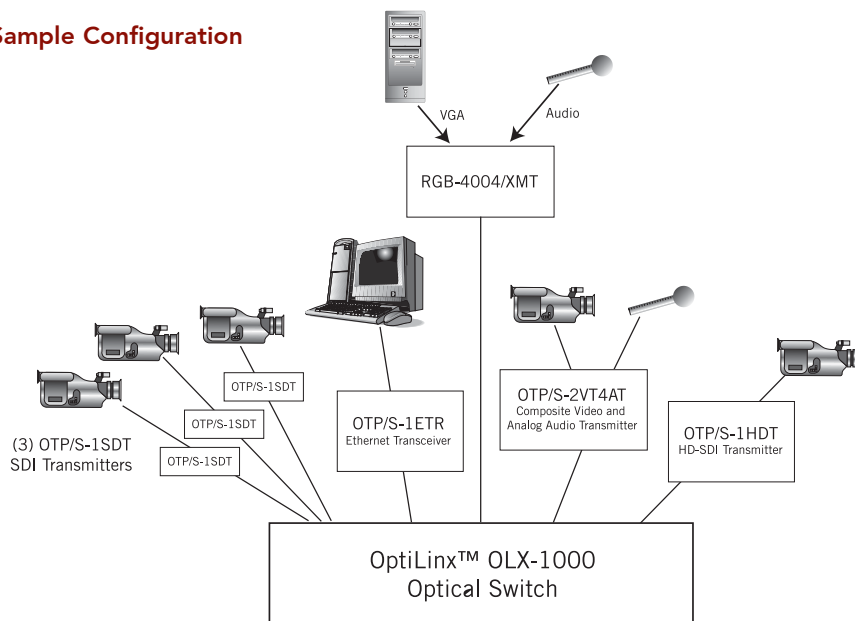 Sample Configuration
VGA
Audio
RGB-4004/XMT
OTP/S-1SDT
OTP/S-1SDT
OTP/S-1SDT
(3) OTP/S-1SDT
SDI Transmitters
OTP/S-1ETR
Ethernet Transceiver
OTP/S-2VT4AT
Composite Video and
Analog Audio Transmitter
OTP/S-1HDT
HD-SDI Transmitter
OptiLinx™ OLX-1000
Optical Switch